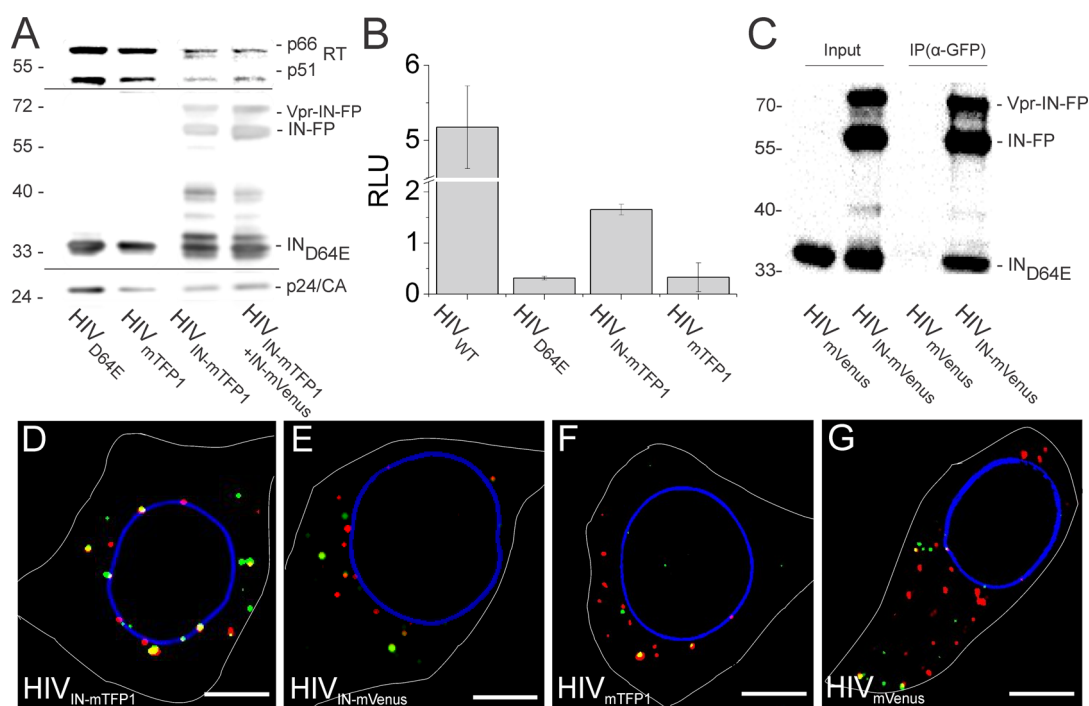 A
p66
RT
p51
55
72
Vpr-IN-FP
IN-FP
55
40
IN D64E
33
p24/CA
24
HIV D64E
HIV mTFP1
HIV IN-mTFP1
HIV IN-mTFP1
+IN-mVenus
B
RLU
6
5
2
1
0
HIV WT
HIV D64E
HIV IN-mTFP1
HIV mTFP1
C
Input
IP(α-GFP)
70-
Vpr-IN-FP
55-
IN-FP
40-
33-
IN D64E
HIV mVenus
HIV IN-mVenus
HIV mVenus
HIV IN-mVenus
D
HIV IN-mTFP1
E
HIV IN-mVenus
F
HIV mTFP1
G
HIV mVenus